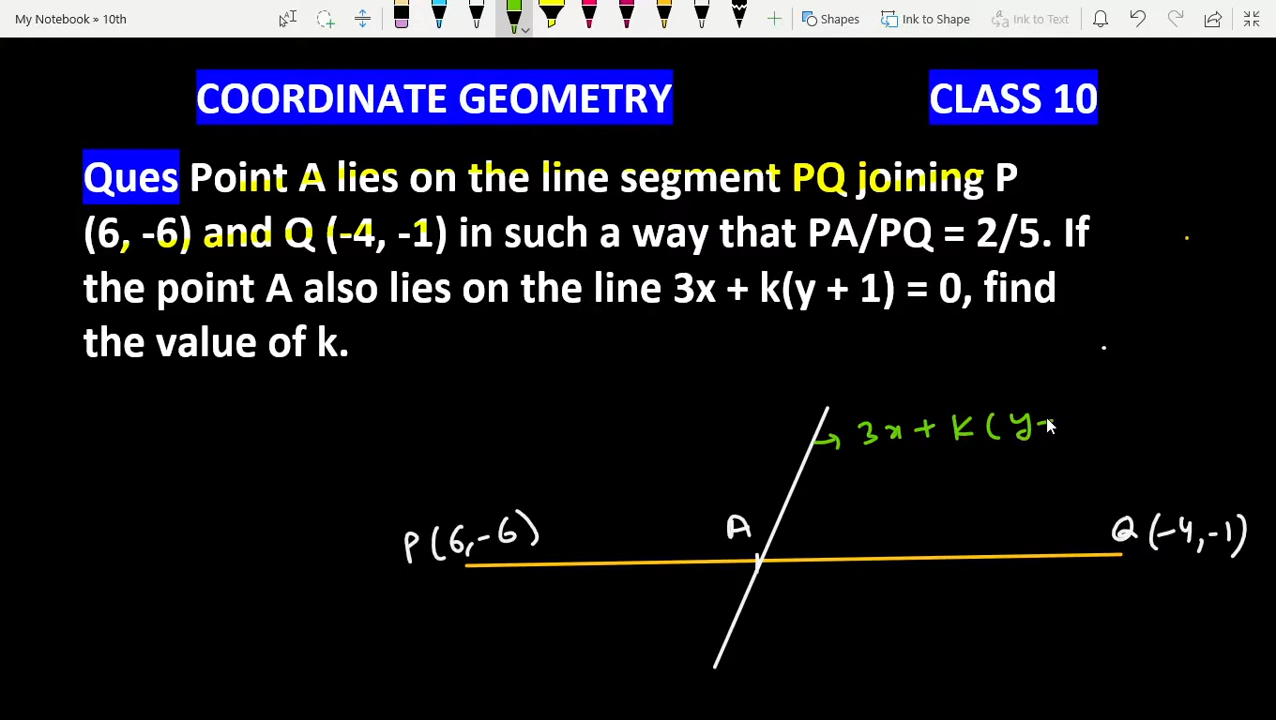 My Notebook » 10th
Shapes
Ink to Shape
Ink to Text
COORDINATE GEOMETRY
CLASS 10
Ques Point A lies on the line segment PQ joining P
(6, -6) and Q (-4, -1) in such a way that PA/PQ = 2/5. If
the point A also lies on the line 3x + k(y + 1) = 0, find
the value of k.
→ 3x + K ( y -
P(6,-6)
A
Q (-4,-1)